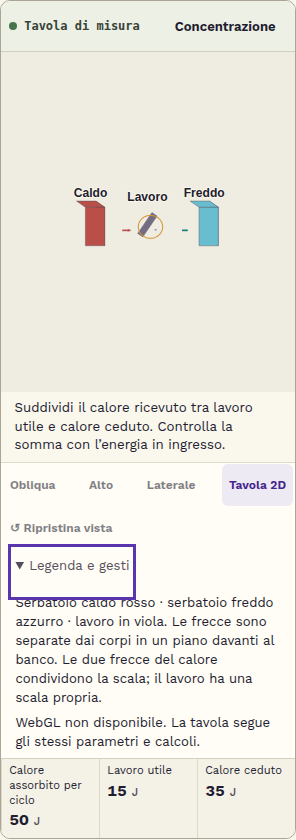 Tavola di misura
Concentrazione
Caldo
Lavoro
Freddo
Suddividi il calore ricevuto tra lavoro
utile e calore ceduto. Controlla la
somma con l'energia in ingresso.
Obliqua
Alto
Laterale
Tavola 2D
↺ Ripristina vista
▼ Legenda e gesti
Serbatoio caldo rosso · serbatoio freddo
azzurro · lavoro in viola. Le frecce sono
separate dai corpi in un piano davanti al
banco. Le due frecce del calore
condividono la scala; il lavoro ha una
scala propria.
WebGL non disponibile. La tavola segue
gli stessi parametri e calcoli.
Calore
assorbito per
ciclo
50 J
Lavoro utile
15 J
Calore ceduto
35 J